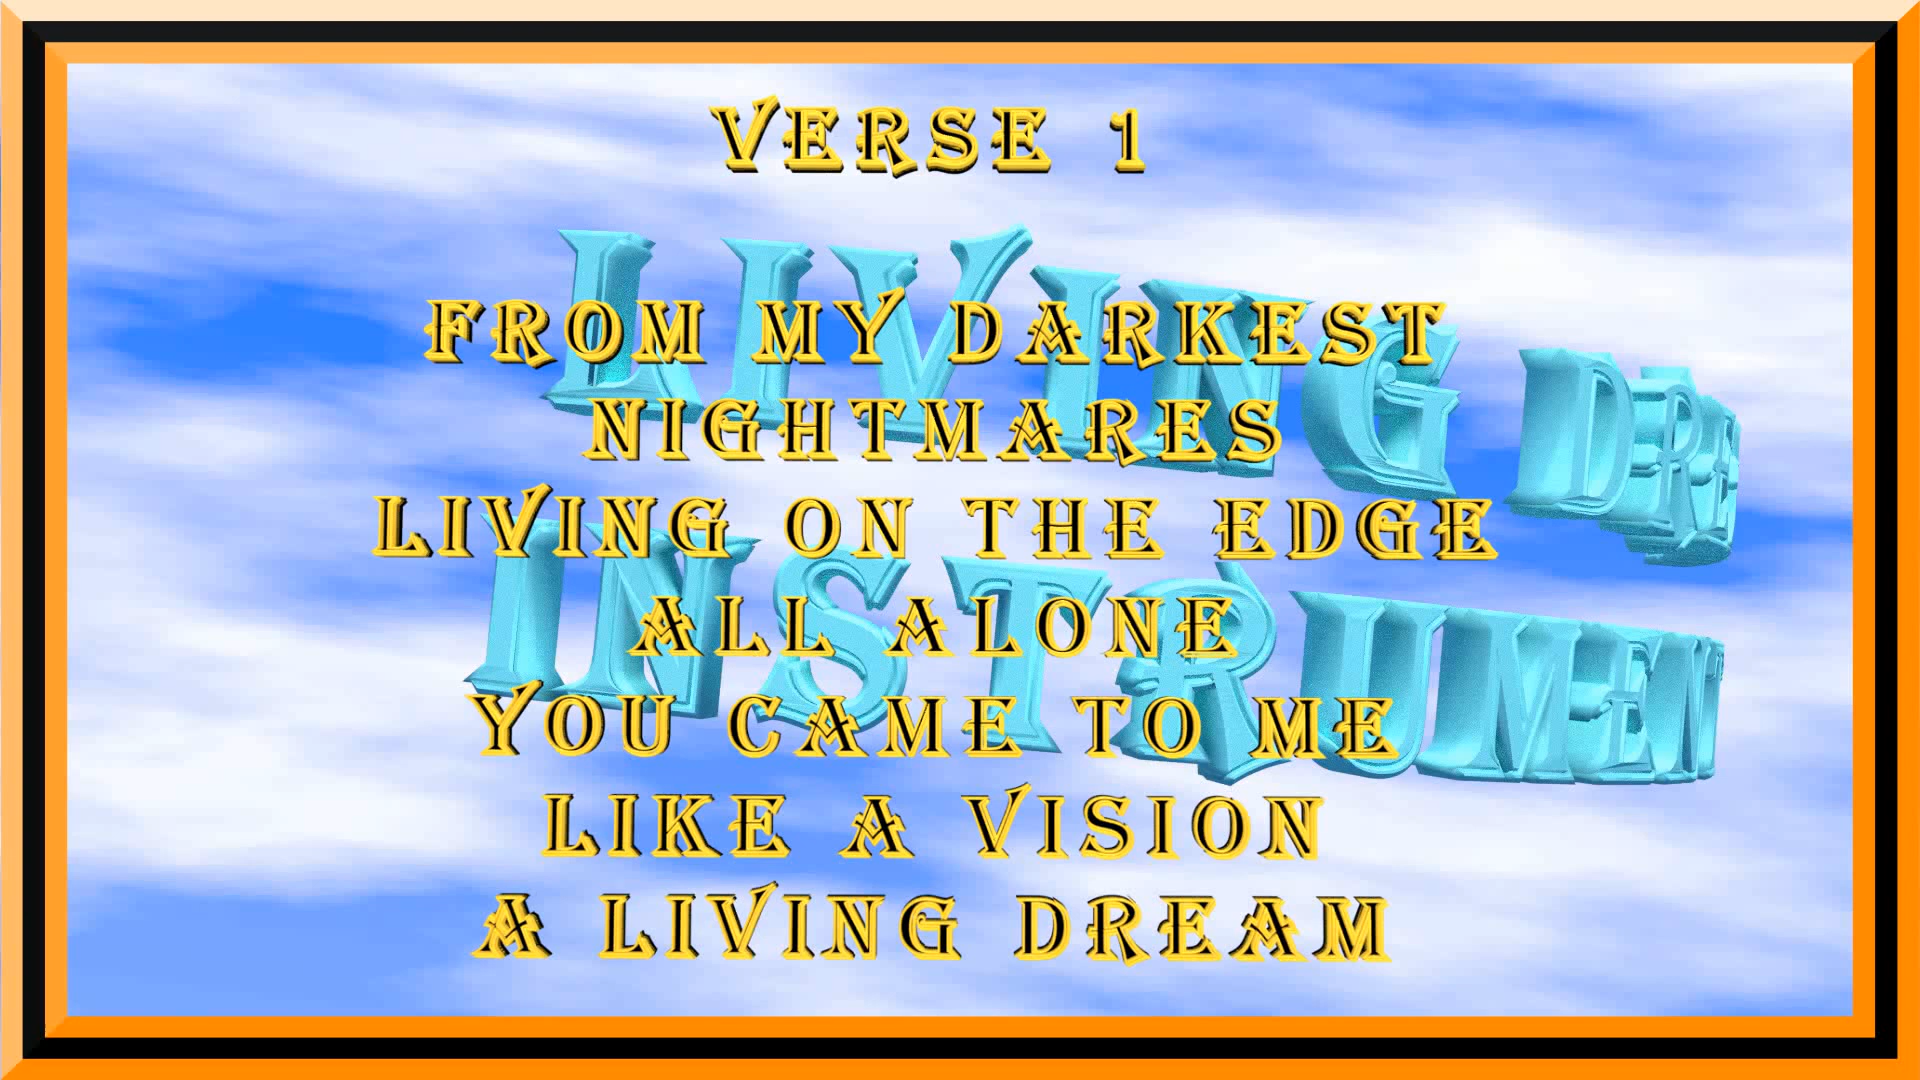 VERSE 1
FROM MY DARKEST
NIGHTMARES
LIVING ON THE EDGE
ALL ALONE
YOU CAME TO ME
LIKE A VISION
A LIVING DREAM
LIVING